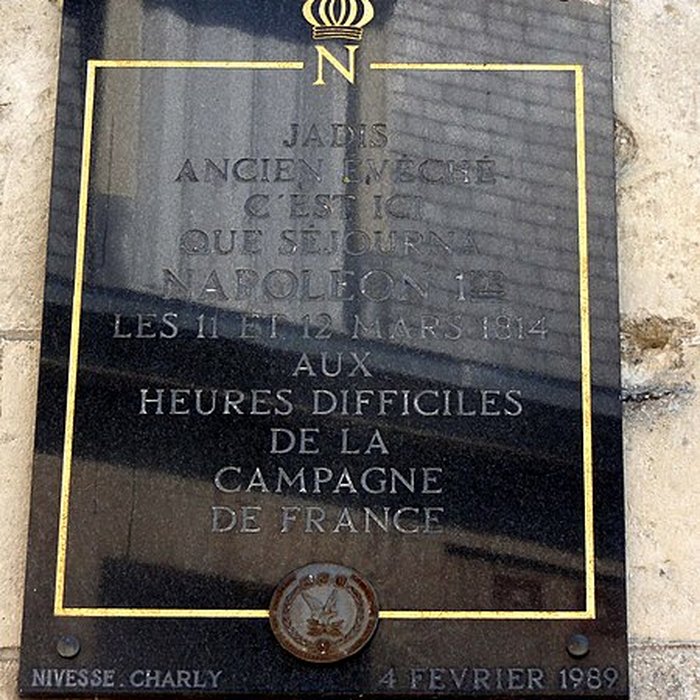 N
JADIS
ANCIEN ÉVÊCHÉ
C'EST ICI
QUE SÉJOURNA
NAPOLEON 1ER
LES 11 ET 12 MARS 1814
AUX
HEURES DIFFICILES
DE LA
CAMPAGNE
DE FRANCE
NIVESSE. CHARLY 4 FEVRIER 1989